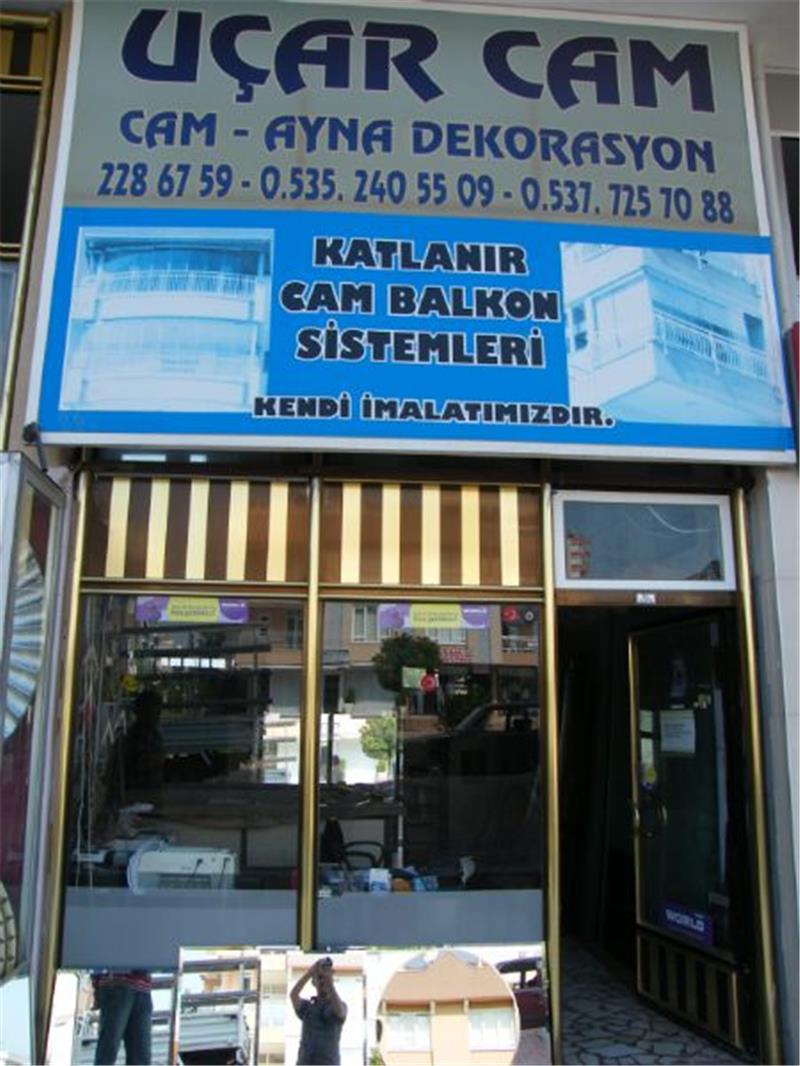 UÇAR CAM
CAM - AYNA DEKORASYON
228 67 59 - 0.535. 240 55 09 - 0.537. 725 70 88
KATLANIR
CAM BALKON
SİSTEMLERİ
KENDİ İMALATIMIZDIR.
WORLD